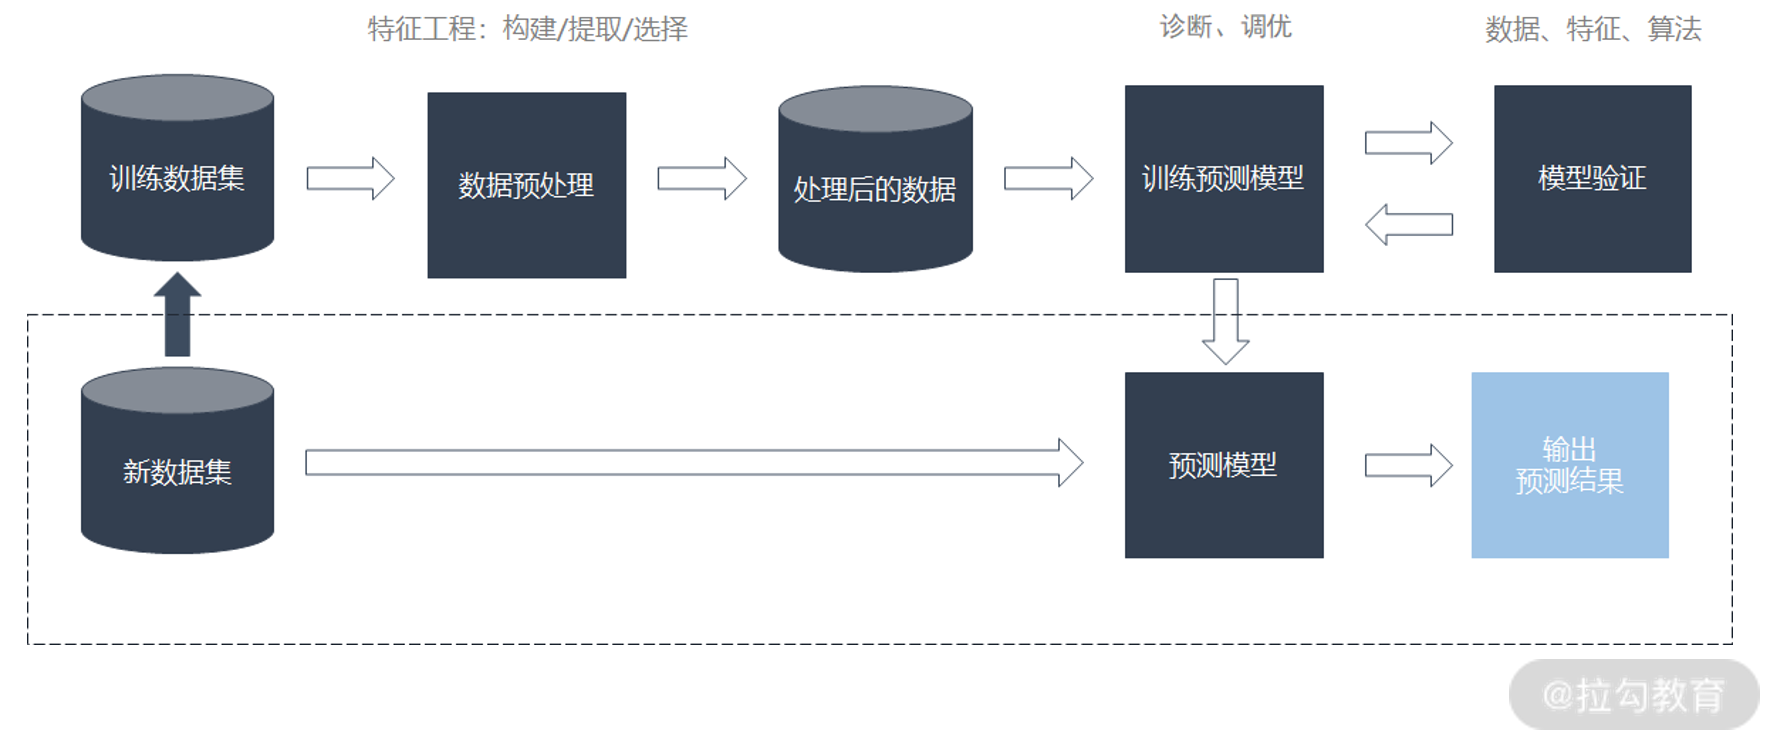 特征工程：构建/提取/选择
诊断、调优
数据、特征、算法
训练数据集
数据预处理
处理后的数据
训练预测模型
模型验证
新数据集
预测模型
输出
预测结果
@拉勾教育